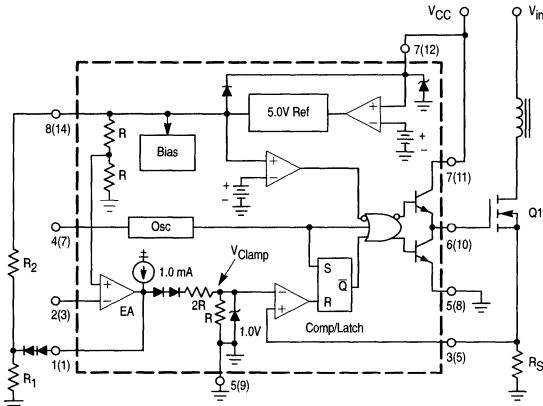 VCC
Vin
7(12)
5.0V Ref
+
–
+
–
8(14)
R
Bias
R
+
–
+
–
7(11)
Q1
4(7)
Osc
6(10)
VClamp
R2
+
–
1.0 mA
2R
S
Q̅
R
–
+
2(3)
EA
R
1.0V
Comp/Latch
5(8)
1(1)
3(5)
R1
5(9)
RS